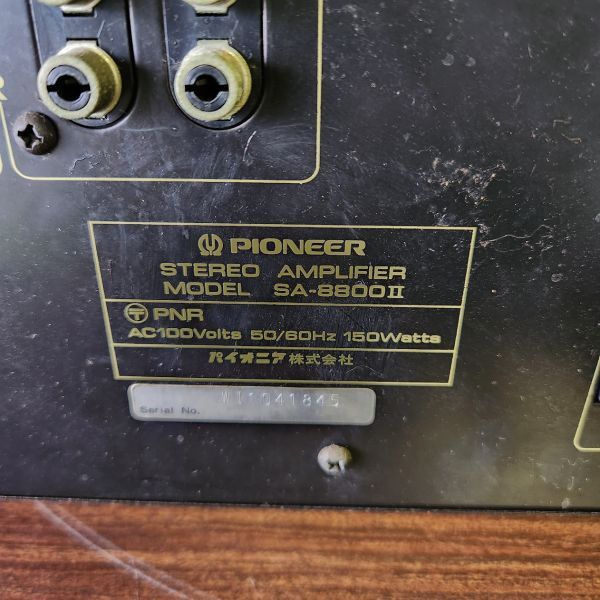 R
PIONEER
STEREO AMPLIFIER
MODEL SA-8800II
〒 PNR
AC100Volts 50/60Hz 150Watts
パイオニア株式会社
Serial No. WI1041845